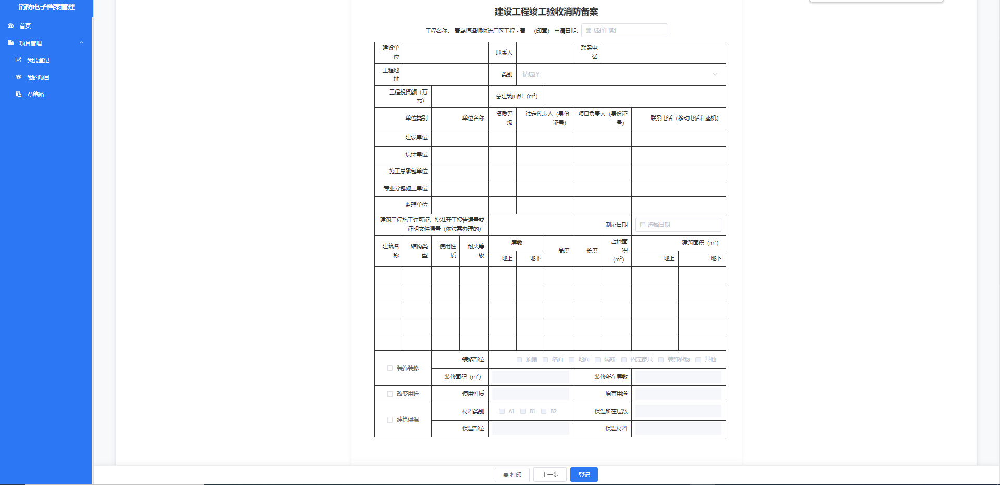 消防电子档案管理
首页
项目管理
我要登记
我的项目
草稿箱
建设工程竣工验收消防备案
工程名称： 青岛恒泽顺物流厂区工程 - 青 （印章） 申请日期： 选择日期
建设单位 联系人 联系电话
工程地址 类别 请选择
工程投资额（万元） 总建筑面积（m²）
单位类别 单位名称 资质等级 法定代表人（身份证号） 项目负责人（身份证号） 联系电话（移动电话和座机）
建设单位
设计单位
施工总承包单位
专业分包施工单位
监理单位
建筑工程施工许可证、批准开工报告编号或
证明文件编号（依法需办理的） 制证日期 选择日期
建筑名称 结构类型 使用性质 耐火等级 层数 高度 长度 占地面积（m²） 建筑面积（m²）
地上 地下 地上 地下
装饰装修 装修部位 顶棚 墙面 地面 隔断 固定家具 装饰织物 其他
装修面积（m²） 装修所在层数
改变用途 使用性质 原有用途
建筑保温 材料类别 A1 B1 B2 保温所在层数
保温部位 保温材料
打印 上一步 登记